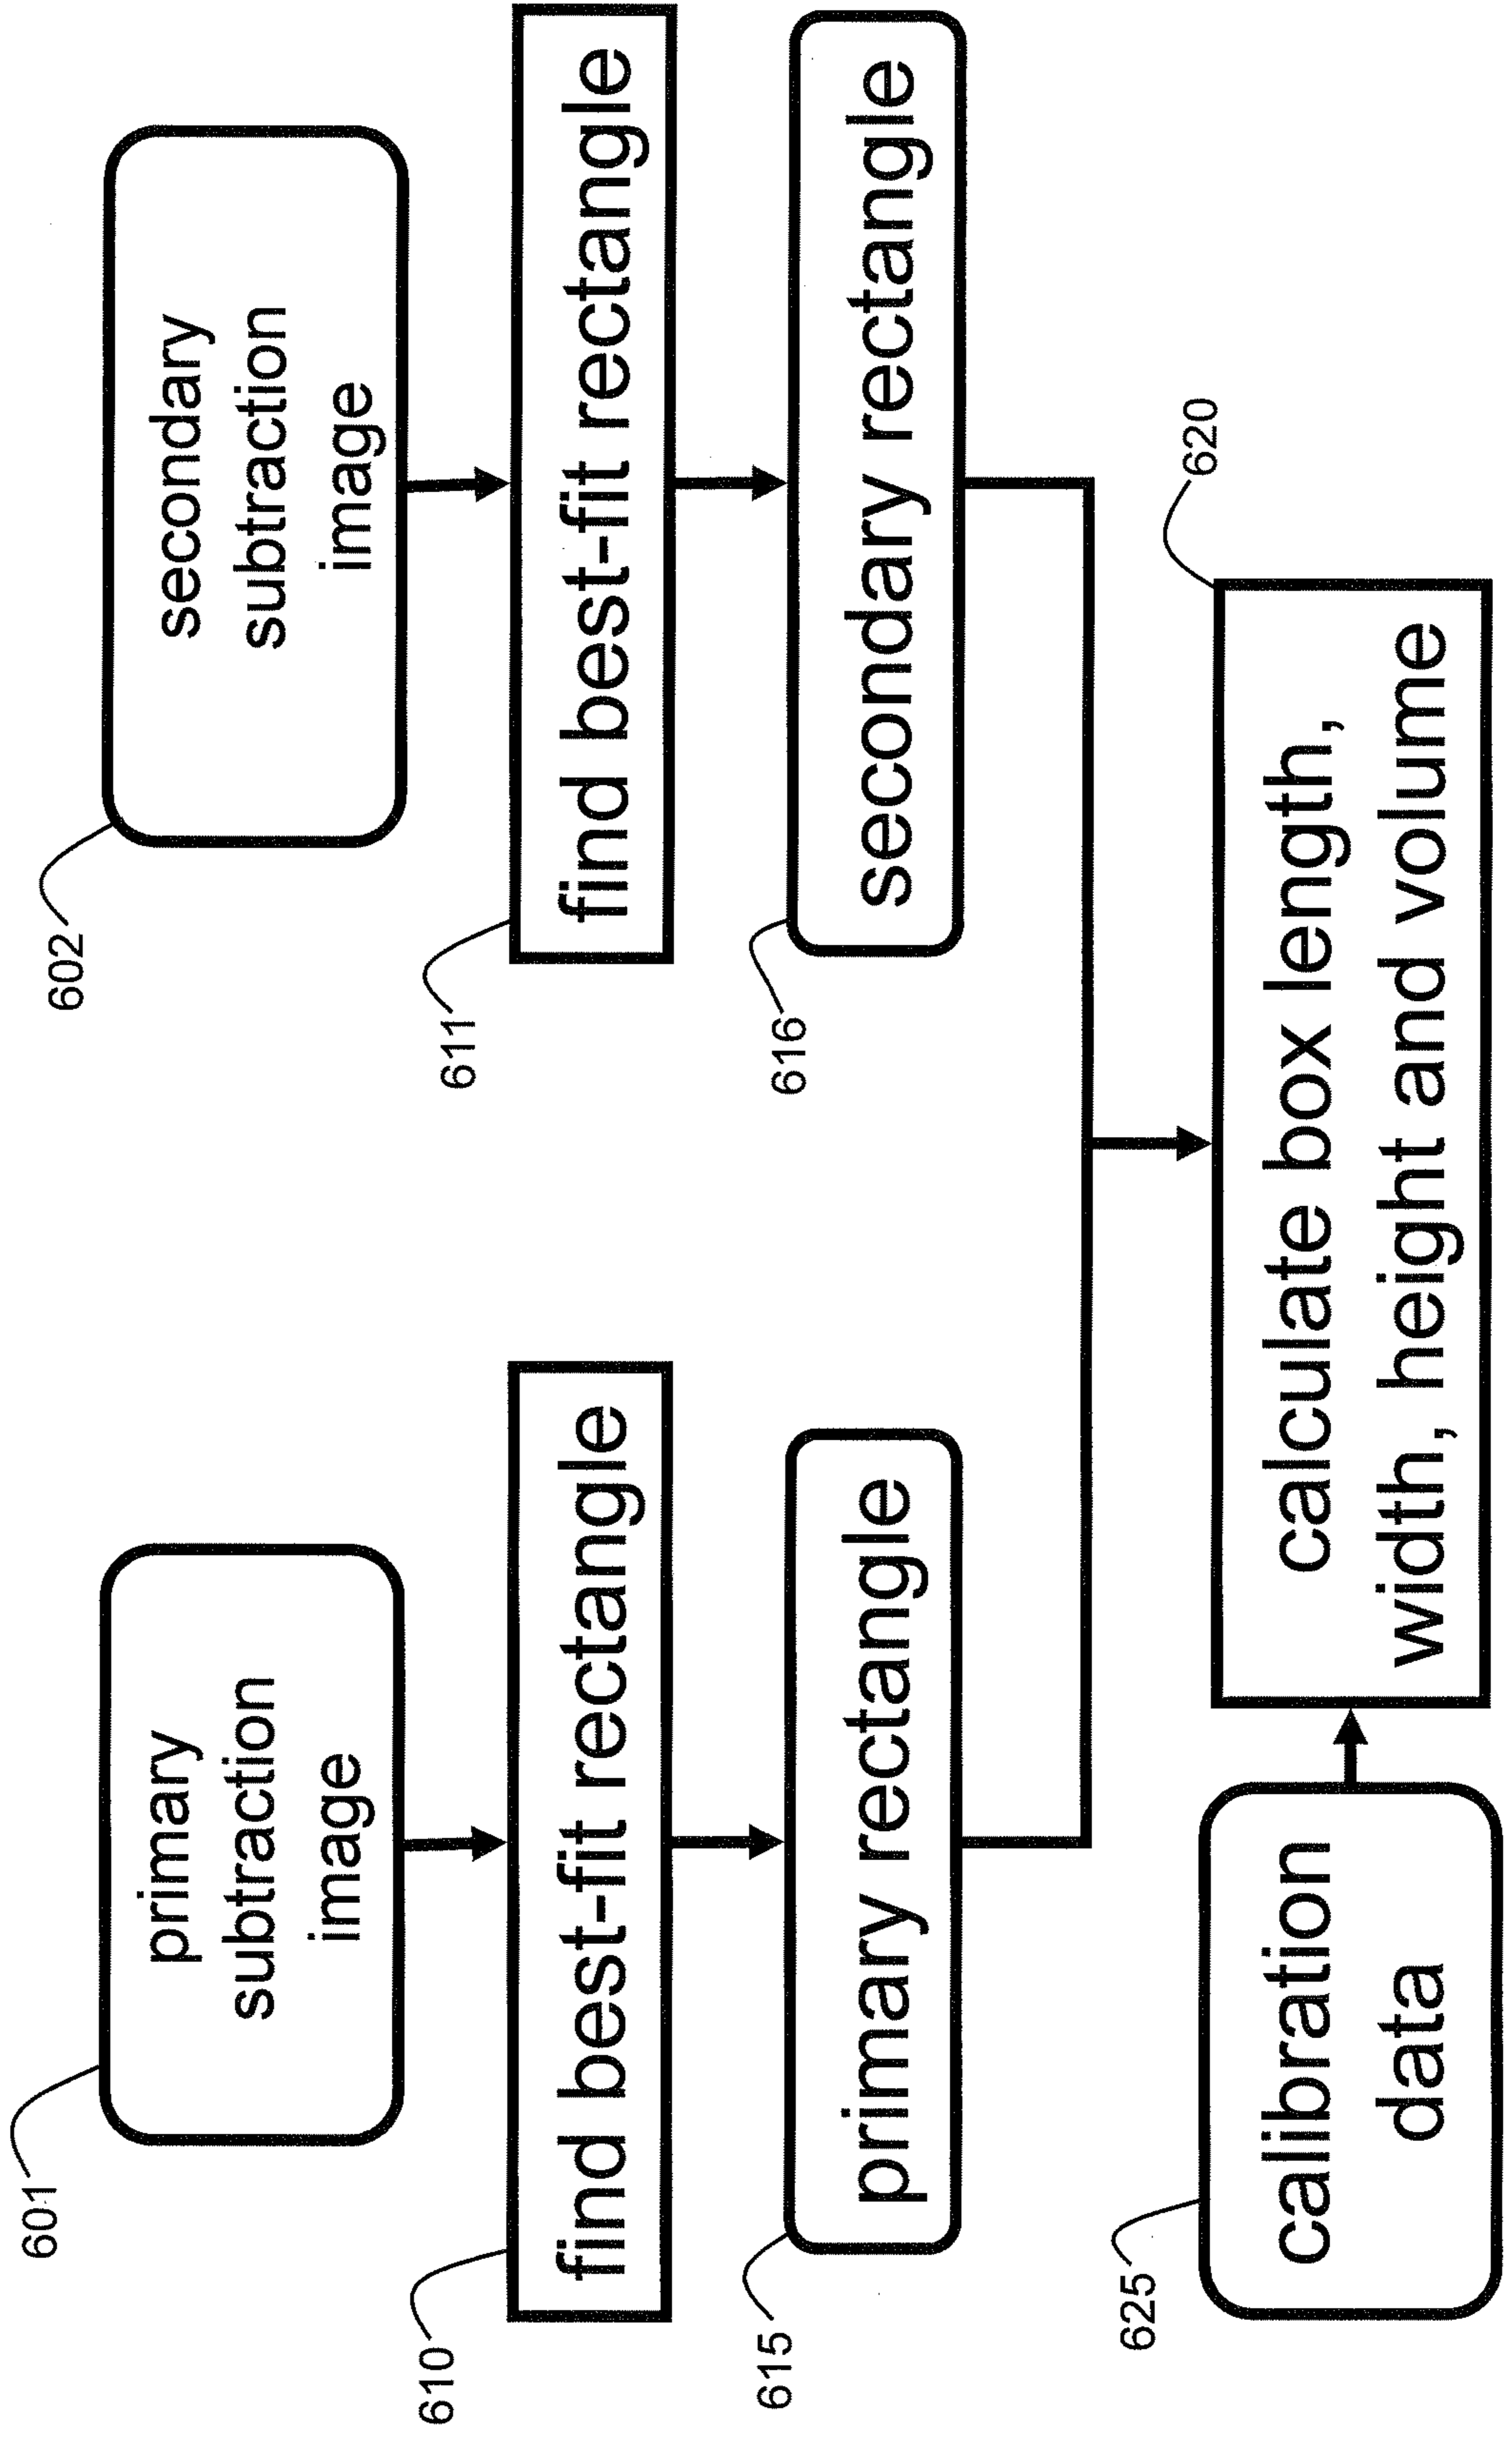 601
primary
subtraction
image
602
secondary
subtraction
image
610
find best-fit rectangle
611
find best-fit rectangle
615
primary rectangle
616
secondary rectangle
625
calibration
data
620
calculate box length,
width, height and volume